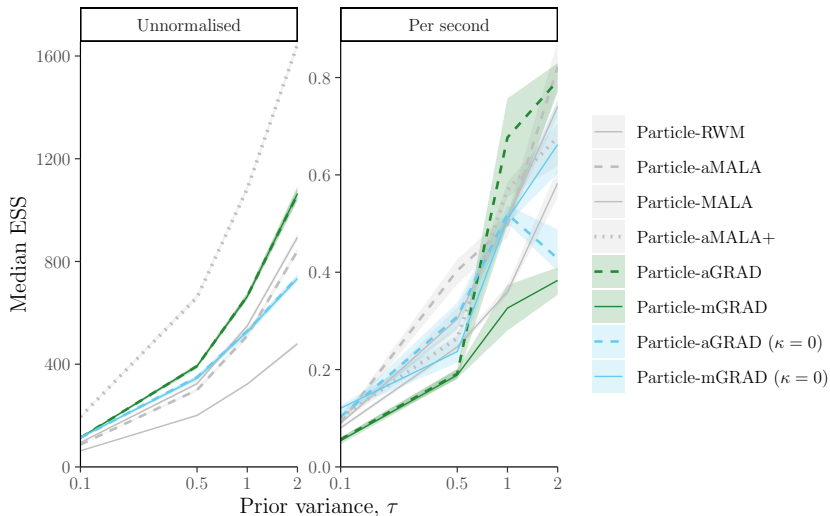 Unnormalised
Per second
Median ESS
1600
1200
800
400
0
0.8
0.6
0.4
0.2
0.0
0.1
0.5
1
2
0.1
0.5
1
2
Prior variance, τ
Particle-RWM
Particle-aMALA
Particle-MALA
Particle-aMALA+
Particle-aGRAD
Particle-mGRAD
Particle-aGRAD (κ = 0)
Particle-mGRAD (κ = 0)